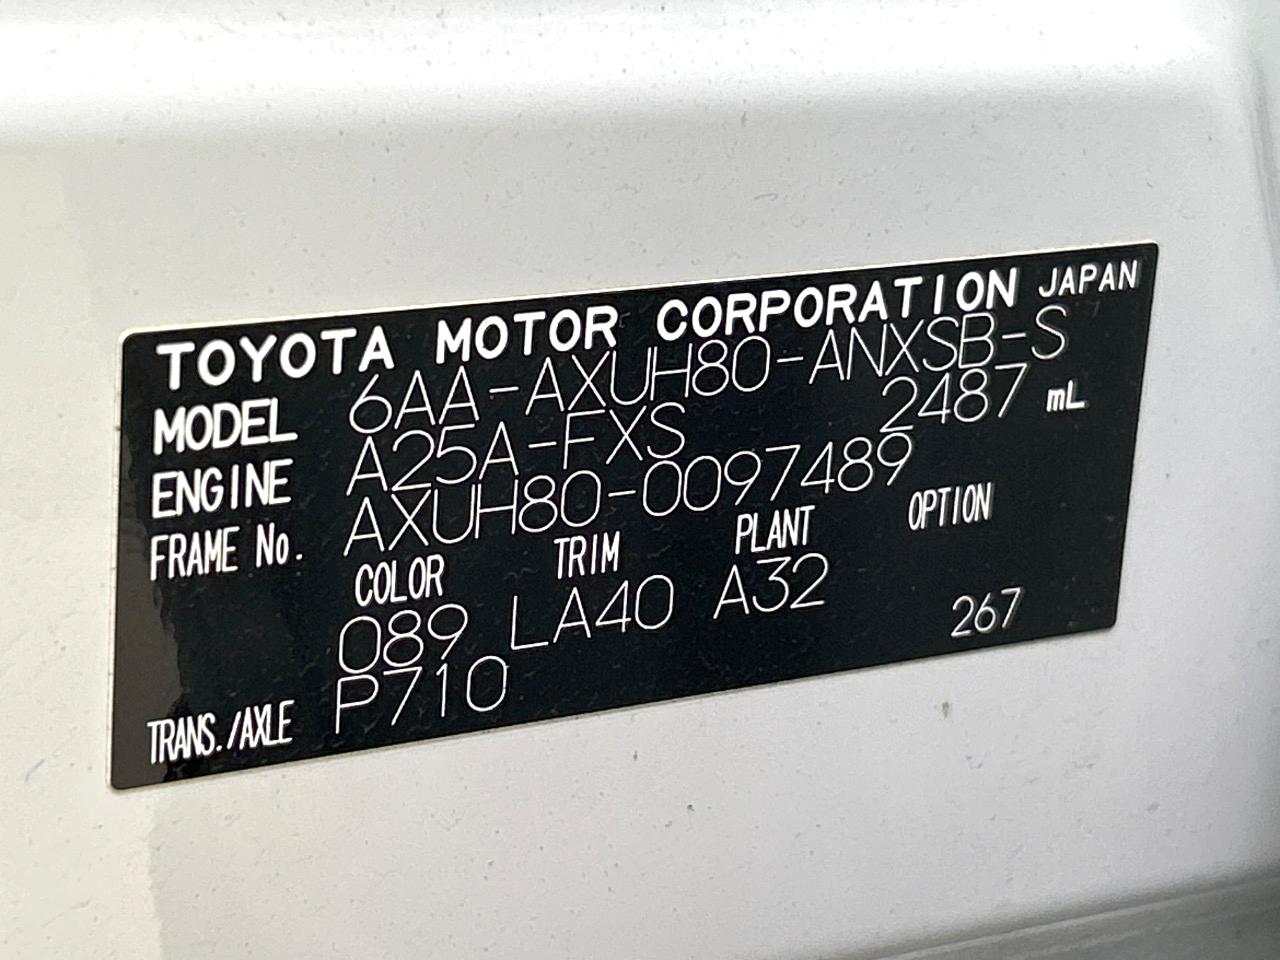 TOYOTA MOTOR CORPORATION JAPAN
MODEL 6AA-AXUH80-ANXSB-S
ENGINE A25A-FXS 2487 mL
FRAME No. AXUH80-0097489
COLOR TRIM PLANT OPTION
089 LA40 A32 267
TRANS./AXLE P710